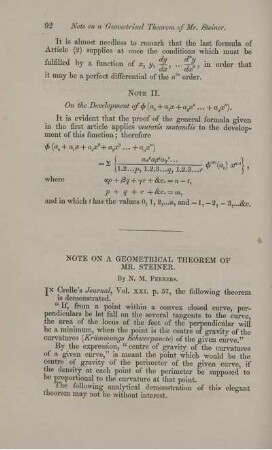 92 Note on a Geometrical Theorem of Mr. Steiner.
It is almost needless to remark that the last formula of
Article (2) supplies at once the conditions which must be
fulfilled by a function of x, y, dy/dx, ... dⁿy/dxⁿ, in order that
it may be a perfect differential of the nᵗʰ order.
NOTE II.
On the Development of φ (a₀ + a₁x + a₂x² ... + aₙxⁿ).
It is evident that the proof of the general formula given
in the first article applies mutatis mutandis to the develop-
ment of this function; therefore
φ (a₀ + a₁x + a₂x² + a₃x³ ... + aₙxⁿ)
where αp + βq + γr + &c. = n - t,
p + q + r + &c. = m,
and in which t has the values 0, 1, 2,...n, and - 1, - 2, - 3,...&c.
NOTE ON A GEOMETRICAL THEOREM OF
MR. STEINER.
By N. M. FERRERS.
IN Crelle's Journal, Vol. XXI. p. 57, the following theorem
is demonstrated.
"If, from a point within a convex closed curve, per-
pendiculars be let fall on the several tangents to the curve,
the area of the locus of the feet of the perpendicular will
be a minimum, when the point is the centre of gravity of the
curvatures (Krümmungs Schwerpunct) of the given curve."
By the expression, "centre of gravity of the curvatures
of a given curve," is meant the point which would be the
centre of gravity of the perimeter of the given curve, if
the density at each point of the perimeter be supposed to
be proportional to the curvature at that point.
The following analytical demonstration of this elegant
theorem may not be without interest.